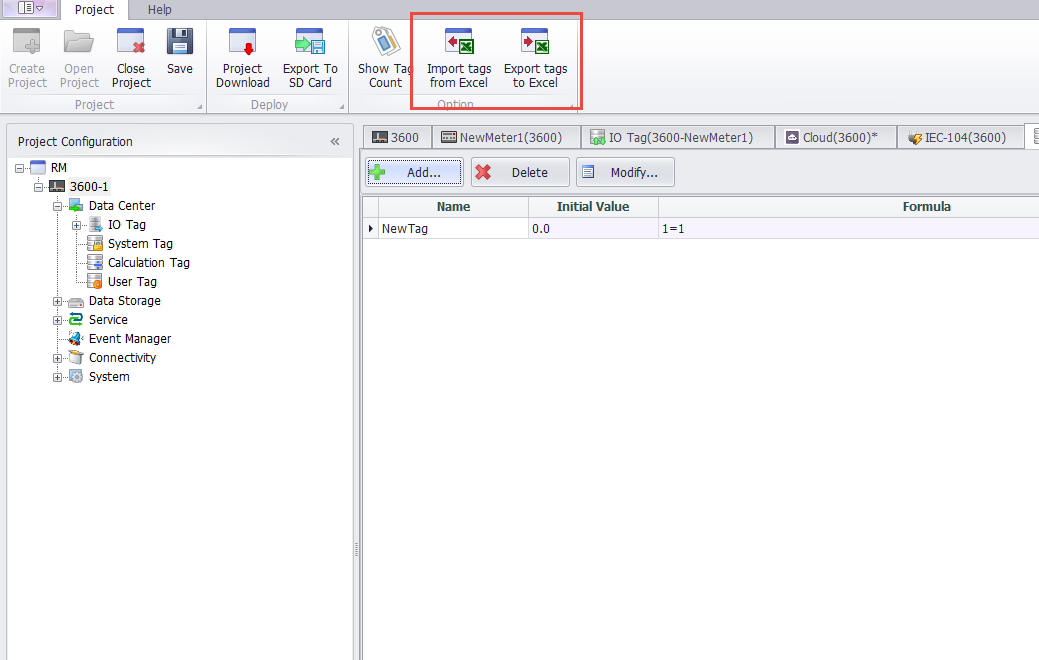 Project Help
Create Project
Open Project
Close Project
Save
Project Download
Export To SD Card
Show Tag Count
Import tags from Excel
Export tags to Excel
Project
Deploy
Option
Project Configuration «
3600
NewMeter1(3600)
IO Tag(3600-NewMeter1)
Cloud(3600)*
IEC-104(3600)
RM
3600-1
Data Center
IO Tag
System Tag
Calculation Tag
User Tag
Data Storage
Service
Event Manager
Connectivity
System
Add... Delete Modify...
Name Initial Value Formula
NewTag 0.0 1=1